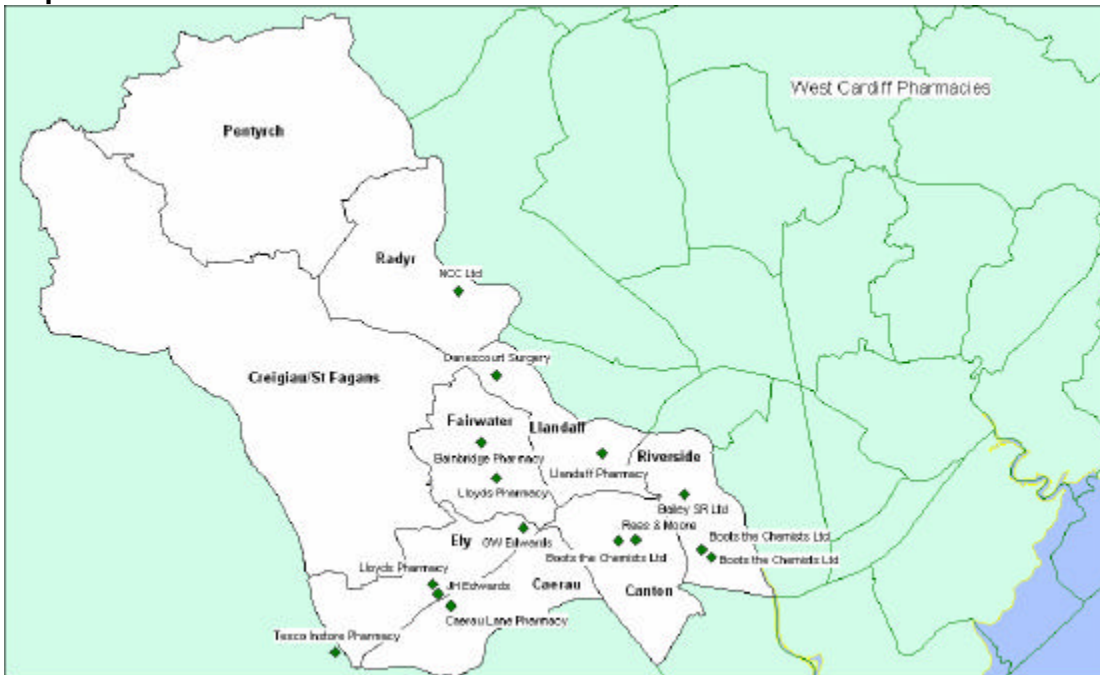 West Cardiff Pharmacies
Pentyrch
Radyr
NCC Ltd
Danescourt Surgery
Creigiau/St Fagans
Fairwater
Llandaff
Bainbridge Pharmacy
Llandaff Pharmacy
Riverside
Lloyds Pharmacy
Bailey SR Ltd
Rees & Moore
Boots the Chemists Ltd
Boots the Chemists Ltd
Boots the Chemists Ltd
GW Edwards
Ely
Lloyds Pharmacy
JH Edwards
Caerau
Canton
Caerau Lane Pharmacy
Tesco Instore Pharmacy